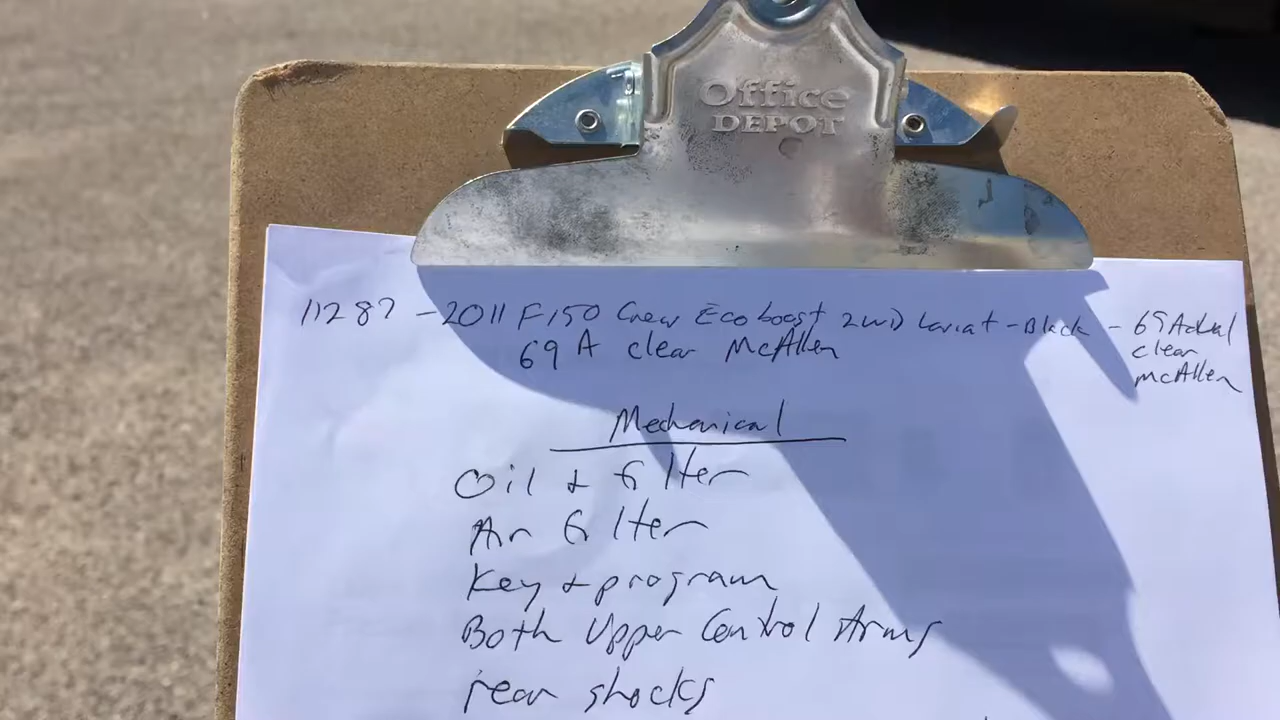 Office
DEPOT
11287 - 2011 F150 Crew Ecoboost 2WD Lariat - Black - 69 Actual
clear
McAllen
69 A clear McAllen
Mechanical
Oil + filter
Air filter
Key + program
Both Upper Control Arms
rear shocks